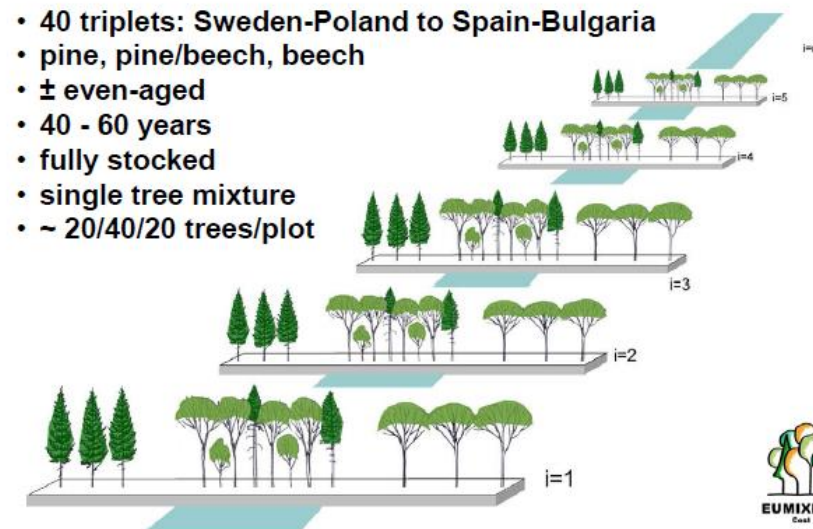 • 40 triplets: Sweden-Poland to Spain-Bulgaria
• pine, pine/beech, beech
• ± even-aged
• 40 - 60 years
• fully stocked
• single tree mixture
• ~ 20/40/20 trees/plot
i=5
i=4
i=3
i=2
i=1